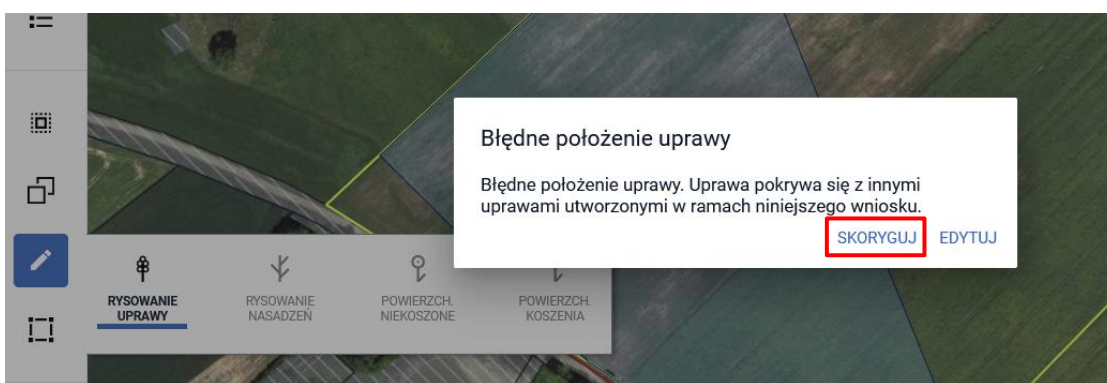 Błędne położenie uprawy
Błędne położenie uprawy. Uprawa pokrywa się z innymi
uprawami utworzonymi w ramach niniejszego wniosku.
SKORYGUJ EDYTUJ
RYSOWANIE
UPRAWY
RYSOWANIE
NASADZEŃ
POWIERZCH.
NIEKOSZONE
POWIERZCH.
KOSZENIA